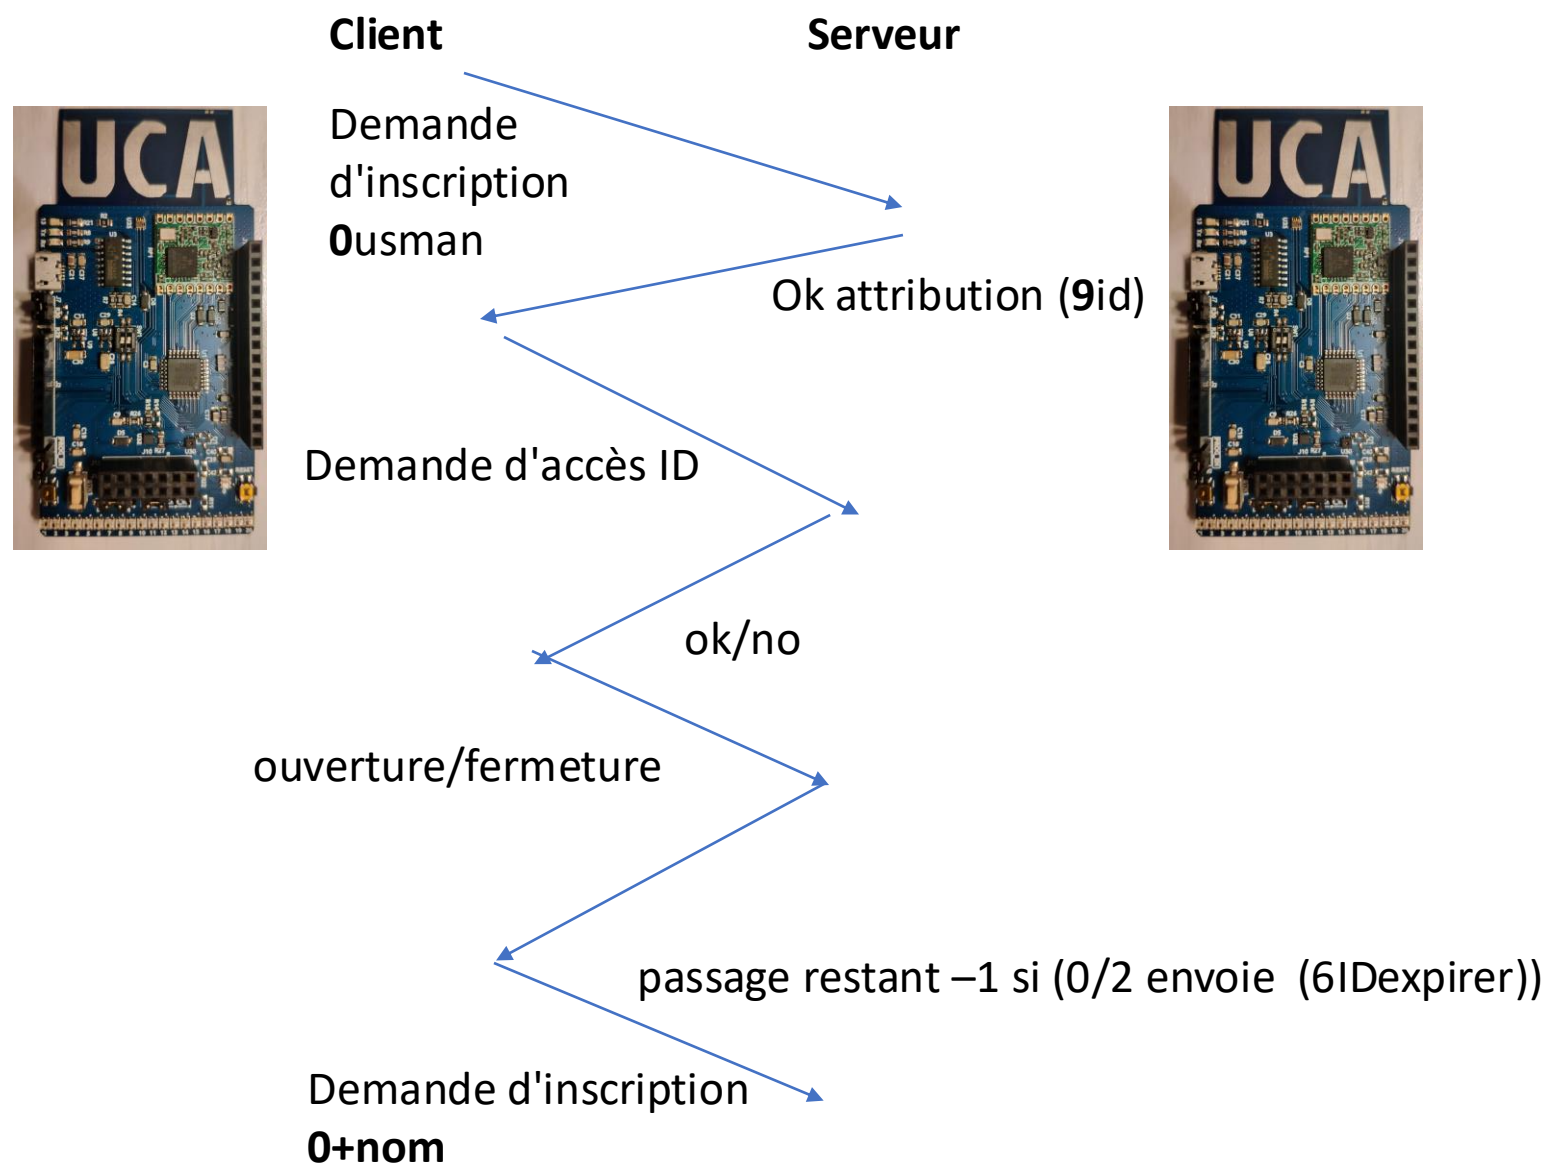 Client
Serveur
Demande
d'inscription
0usman
UCA
UCA
Ok attribution (9id)
Demande d'accès ID
ok/no
ouverture/fermeture
passage restant –1 si (0/2 envoie (6IDexpirer))
Demande d'inscription
0+nom